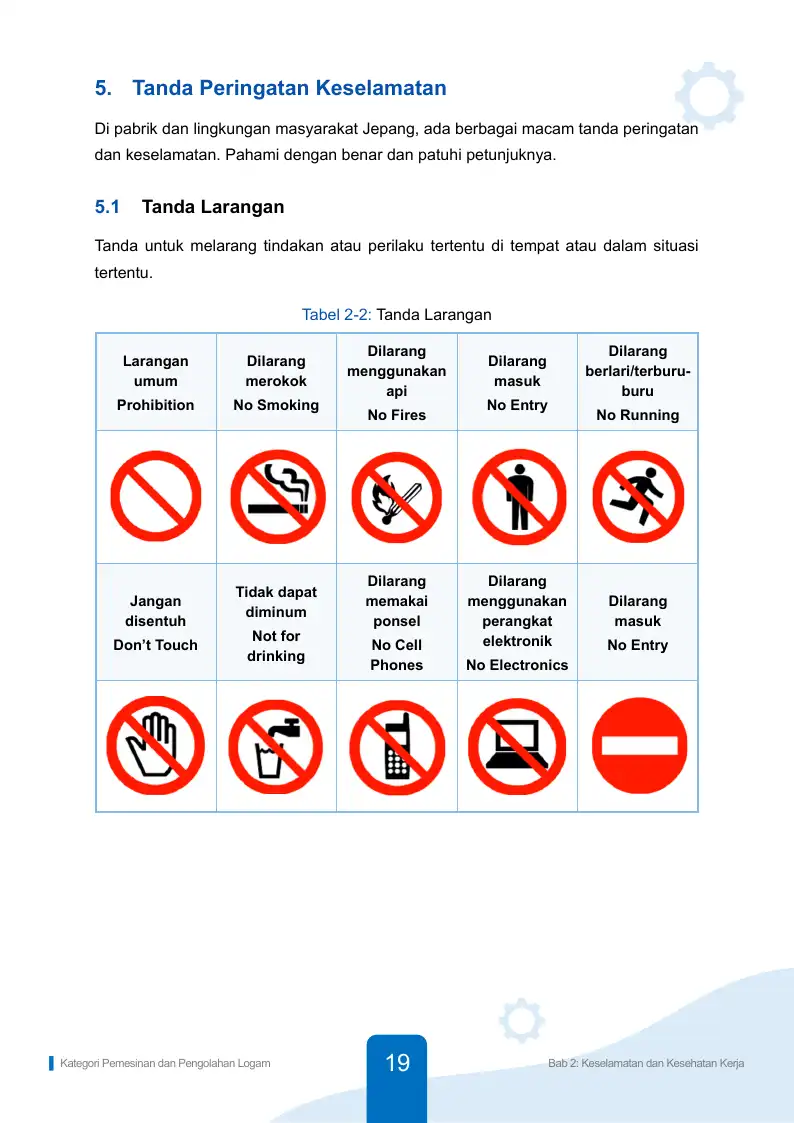 5. Tanda Peringatan Keselamatan
Di pabrik dan lingkungan masyarakat Jepang, ada berbagai macam tanda peringatan
dan keselamatan. Pahami dengan benar dan patuhi petunjuknya.
5.1 Tanda Larangan
Tanda untuk melarang tindakan atau perilaku tertentu di tempat atau dalam situasi
tertentu.
Tabel 2-2: Tanda Larangan
Larangan
umum
Prohibition
Dilarang
merokok
No Smoking
Dilarang
menggunakan
api
No Fires
Dilarang
masuk
No Entry
Dilarang
berlari/terburu-
buru
No Running
Jangan
disentuh
Don’t Touch
Tidak dapat
diminum
Not for
drinking
Dilarang
memakai
ponsel
No Cell
Phones
Dilarang
menggunakan
perangkat
elektronik
No Electronics
Dilarang
masuk
No Entry
Kategori Pemesinan dan Pengolahan Logam
19
Bab 2: Keselamatan dan Kesehatan Kerja